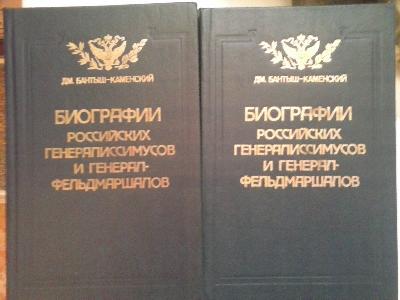 ДМ. БАНТЫШ-КАМЕНСКИЙ
БИОГРАФИИ
РОССИЙСКИХ
ГЕНЕРАЛИССИМУСОВ
И ГЕНЕРАЛ-
ФЕЛЬДМАРШАЛОВ
ДМ. БАНТЫШ-КАМЕНСКИЙ
БИОГРАФИИ
РОССИЙСКИХ
ГЕНЕРАЛИССИМУСОВ
И ГЕНЕРАЛ-
ФЕЛЬДМАРШАЛОВ